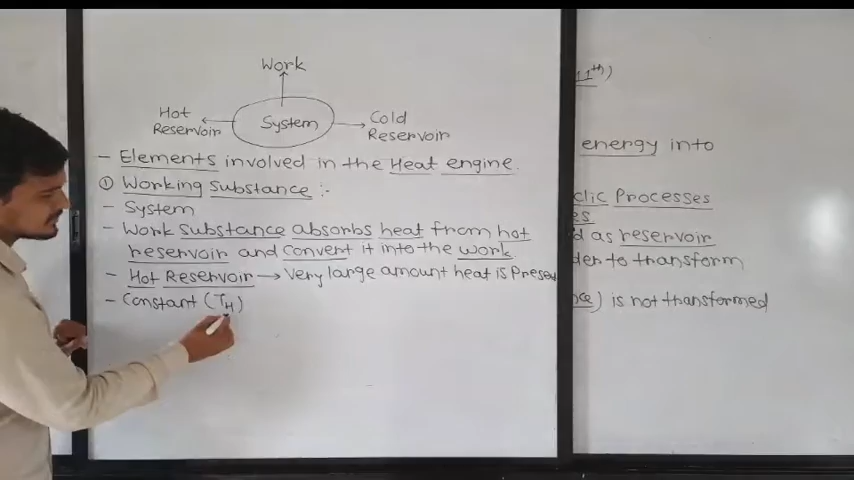 Work
Hot
Reservoir
System
Cold
Reservoir
- Elements involved in the Heat engine.
① Working Substance :-
- System
- Work substance absorbs heat from hot
reservoir and convert it into the work.
- Hot Reservoir → Very large amount heat is Present
- Constant (TH)
11th)
energy into
clic Processes
es
d as reservoir
der to transform
nce) is not transformed